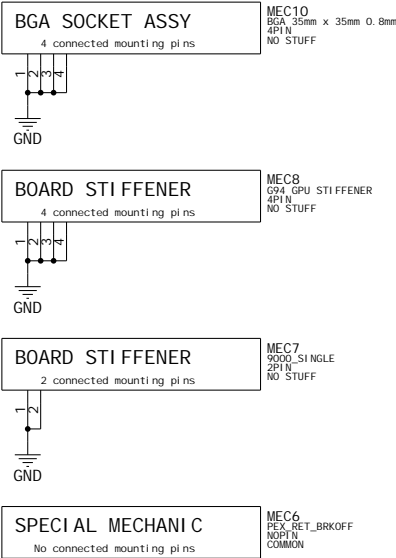 BGA SOCKET ASSY
4 connected mounting pins
MEC10
BGA 35mm x 35mm 0.8mm
4PIN
NO STUFF
1 2 3 4
GND
BOARD STIFFENER
4 connected mounting pins
MEC8
G94 GPU STIFFENER
4PIN
NO STUFF
1 2 3 4
GND
BOARD STIFFENER
2 connected mounting pins
MEC7
9000_SINGLE
2PIN
NO STUFF
1 2
GND
SPECIAL MECHANIC
No connected mounting pins
MEC6
PEX_RET_BRKOFF
NOPIN
COMMON